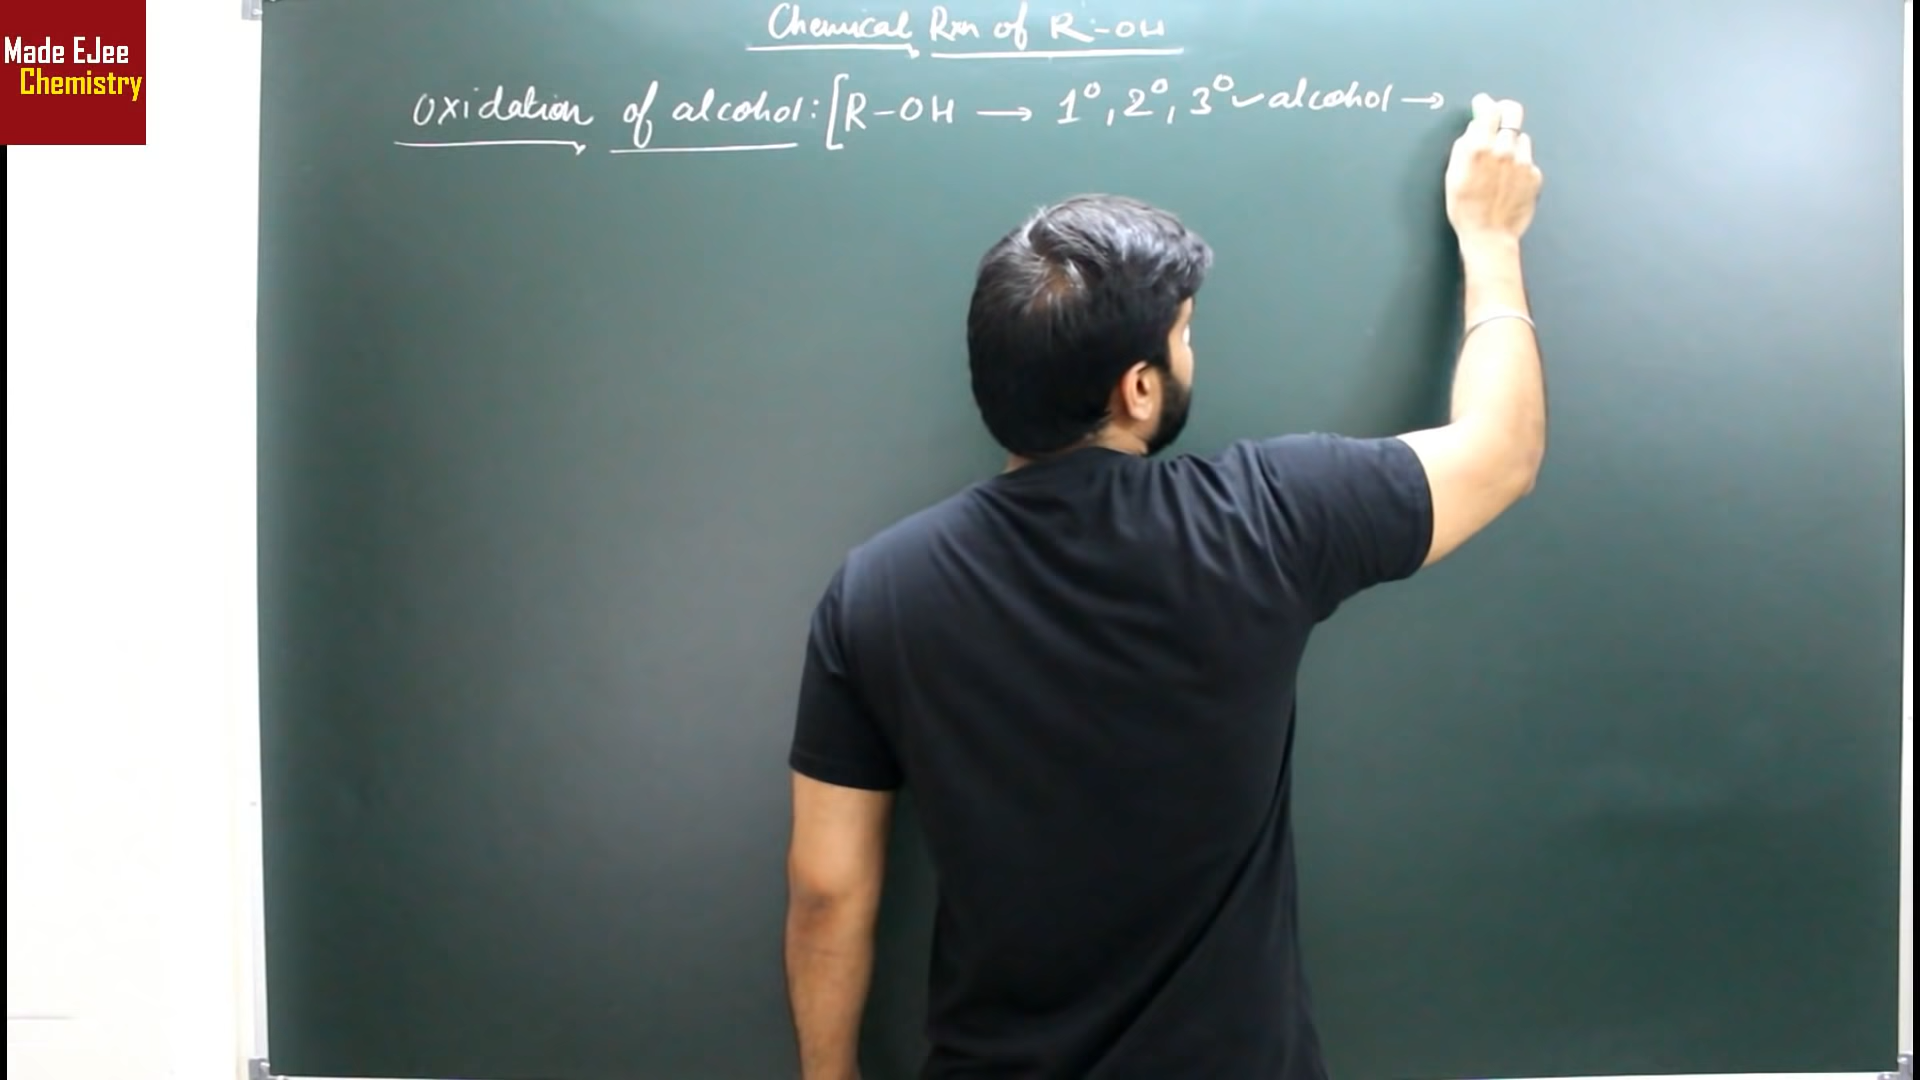 Made EJee
Chemistry
Chemical Rxn of R-OH
Oxidation of alcohol: [R-OH → 1°, 2°, 3° alcohol →